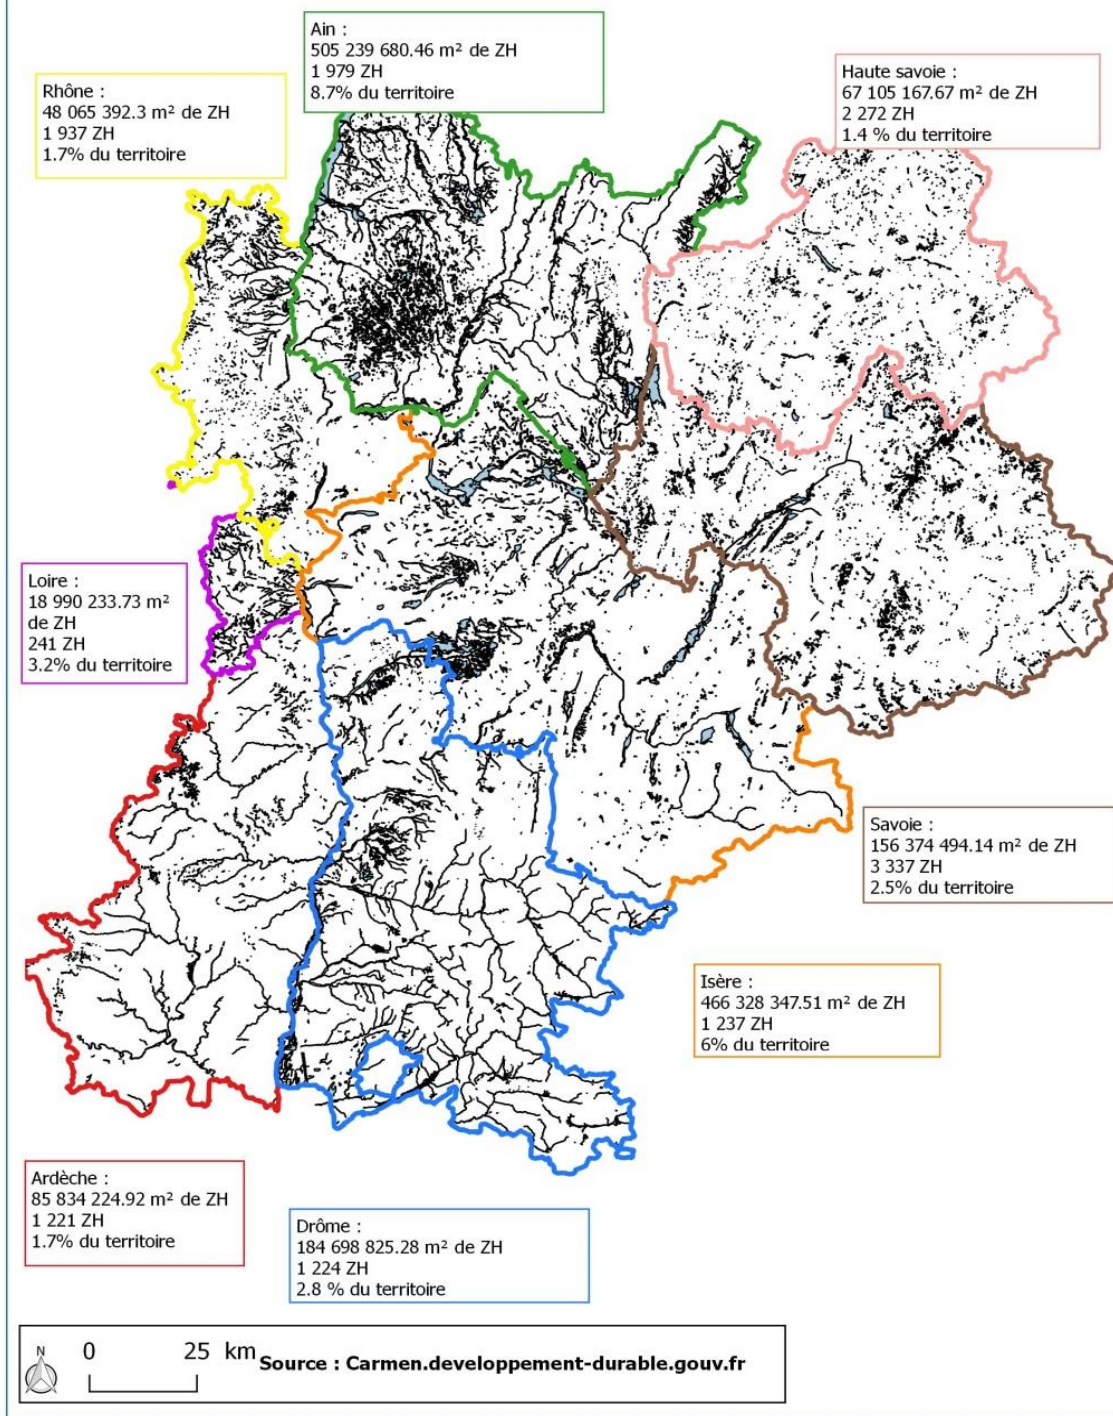 Ain :
505 239 680.46 m² de ZH
1 979 ZH
8.7% du territoire
Haute savoie :
67 105 167.67 m² de ZH
2 272 ZH
1.4 % du territoire
Rhône :
48 065 392.3 m² de ZH
1 937 ZH
1.7% du territoire
Loire :
18 990 233.73 m²
de ZH
241 ZH
3.2% du territoire
Savoie :
156 374 494.14 m² de ZH
3 337 ZH
2.5% du territoire
Isère :
466 328 347.51 m² de ZH
1 237 ZH
6% du territoire
Ardèche :
85 834 224.92 m² de ZH
1 221 ZH
1.7% du territoire
Drôme :
184 698 825.28 m² de ZH
1 224 ZH
2.8 % du territoire
N
0 25 km
Source : Carmen.developpement-durable.gouv.fr